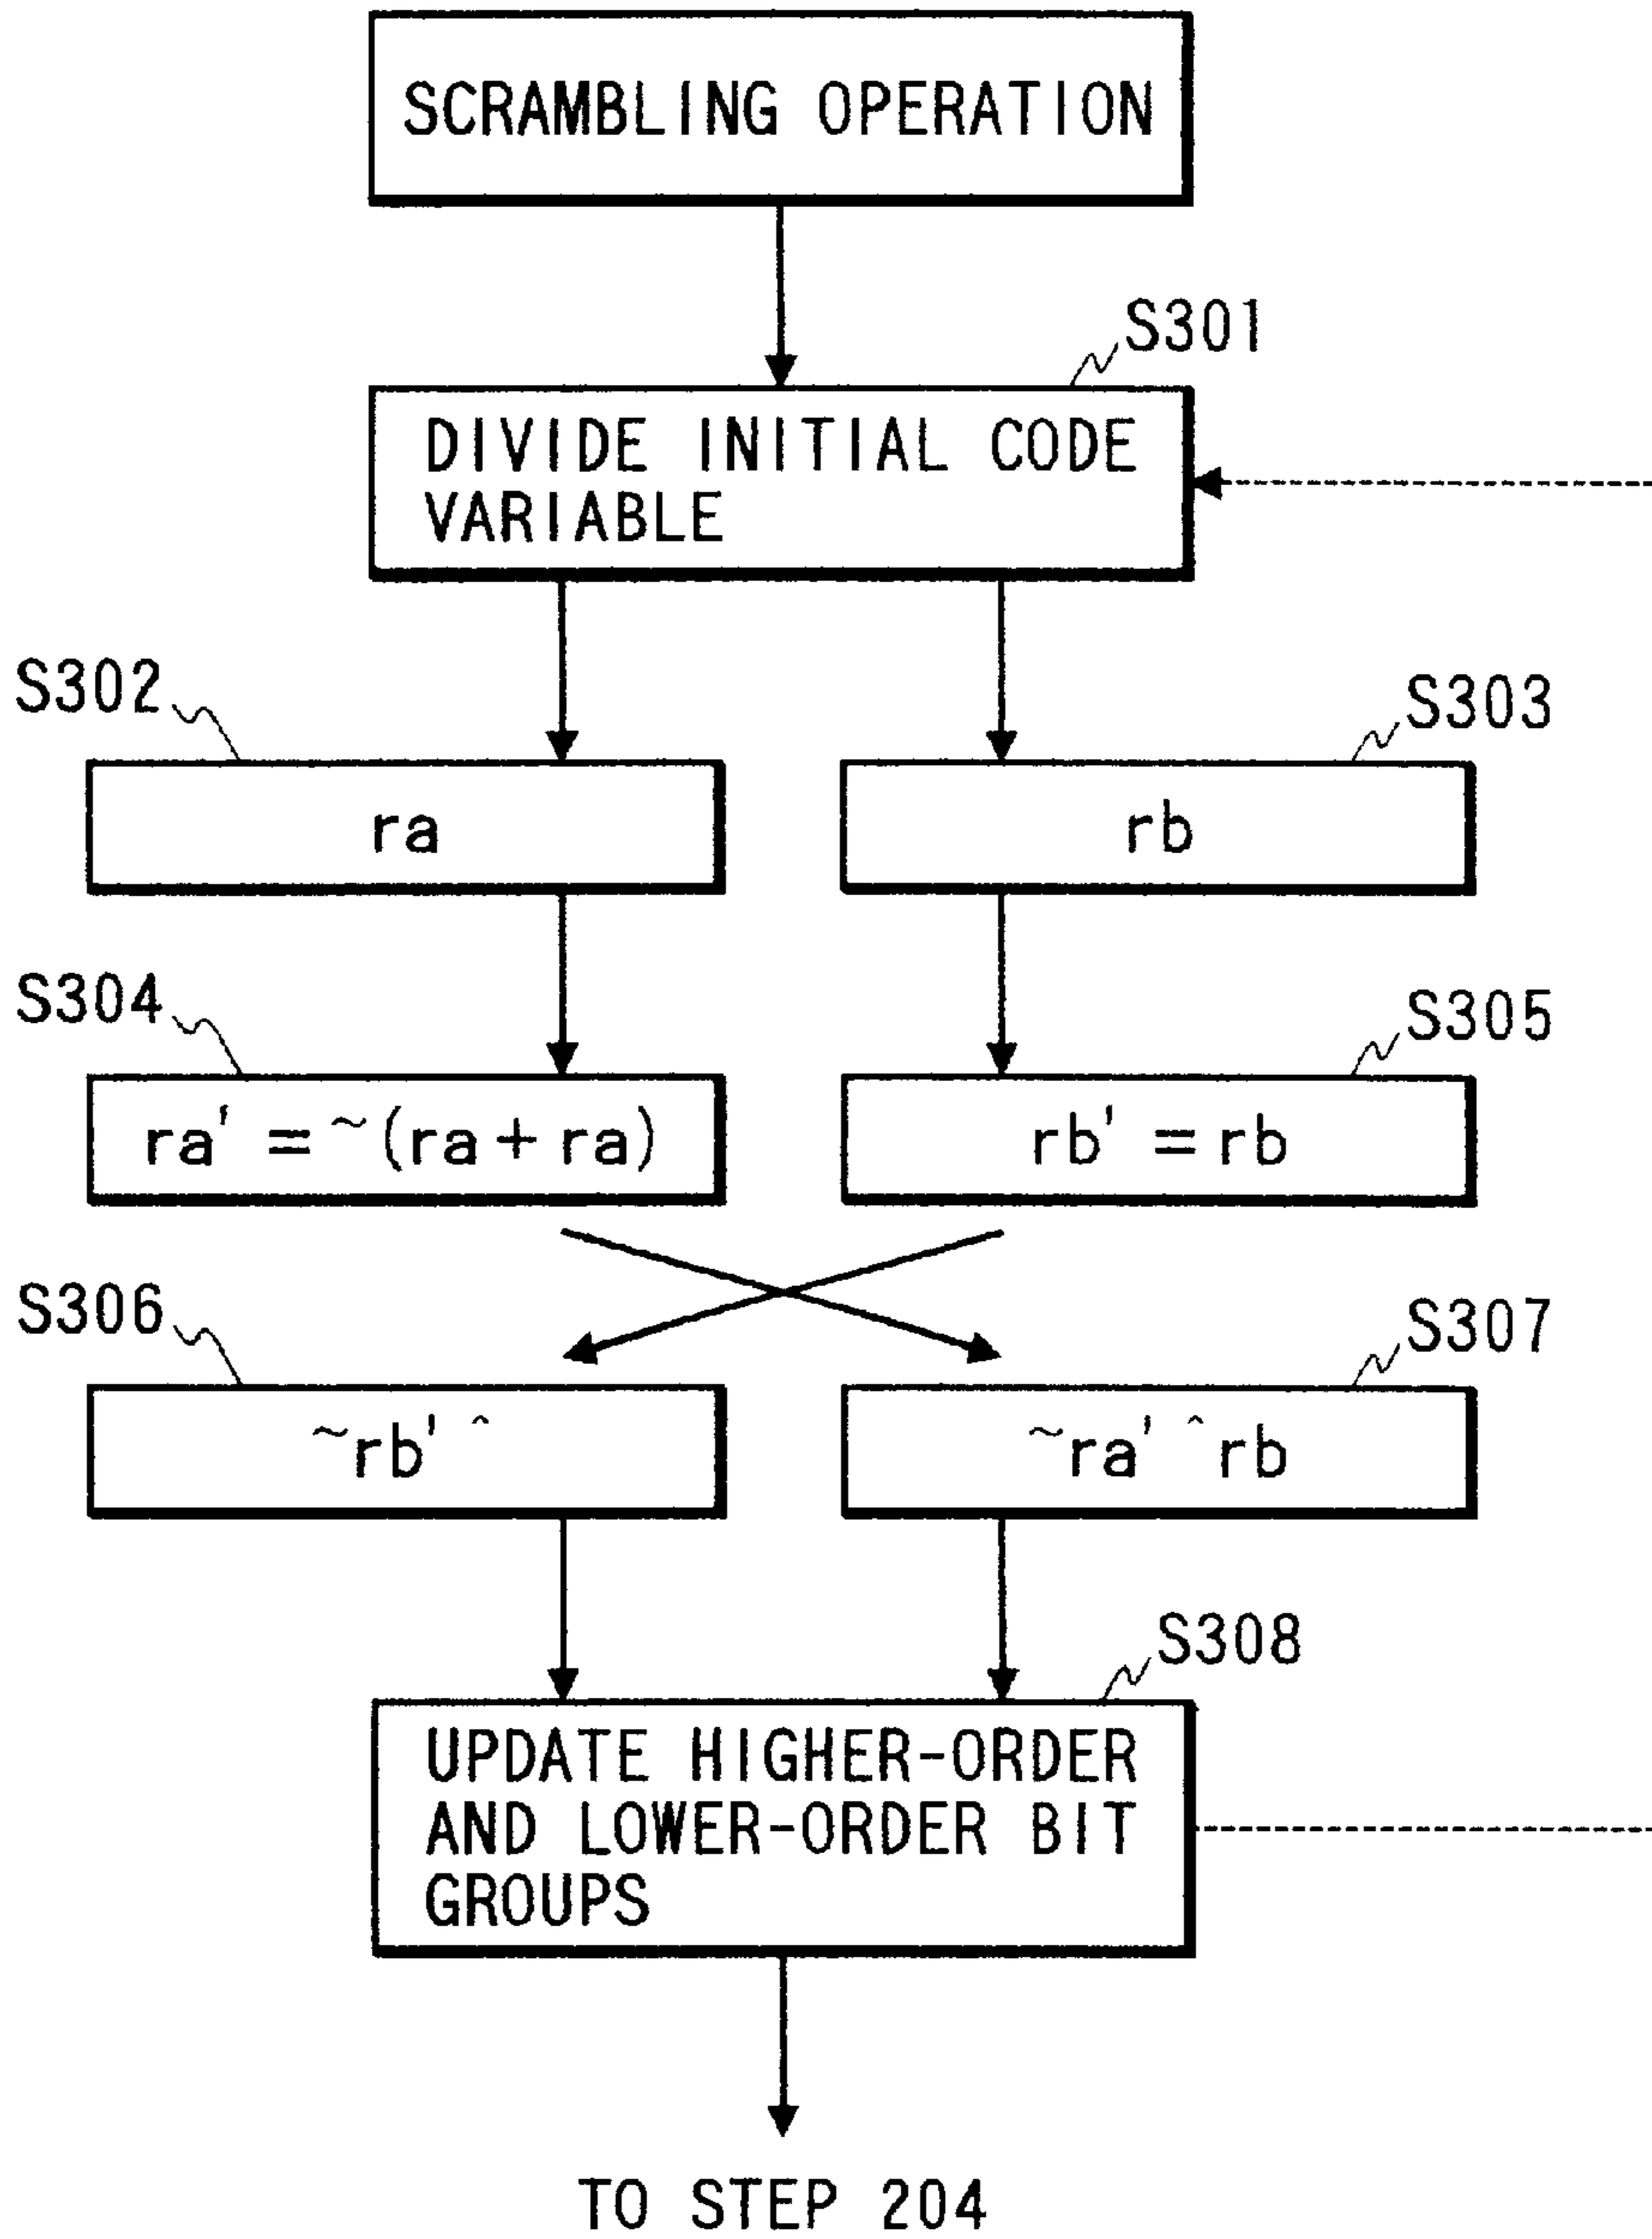 SCRAMBLING OPERATION
S301
DIVIDE INITIAL CODE
VARIABLE
S302
S303
ra
rb
S304
S305
ra' = ~(ra + ra)
rb' = rb
S306
S307
~rb' ^
~ra' ^ rb
S308
UPDATE HIGHER-ORDER
AND LOWER-ORDER BIT
GROUPS
TO STEP 204